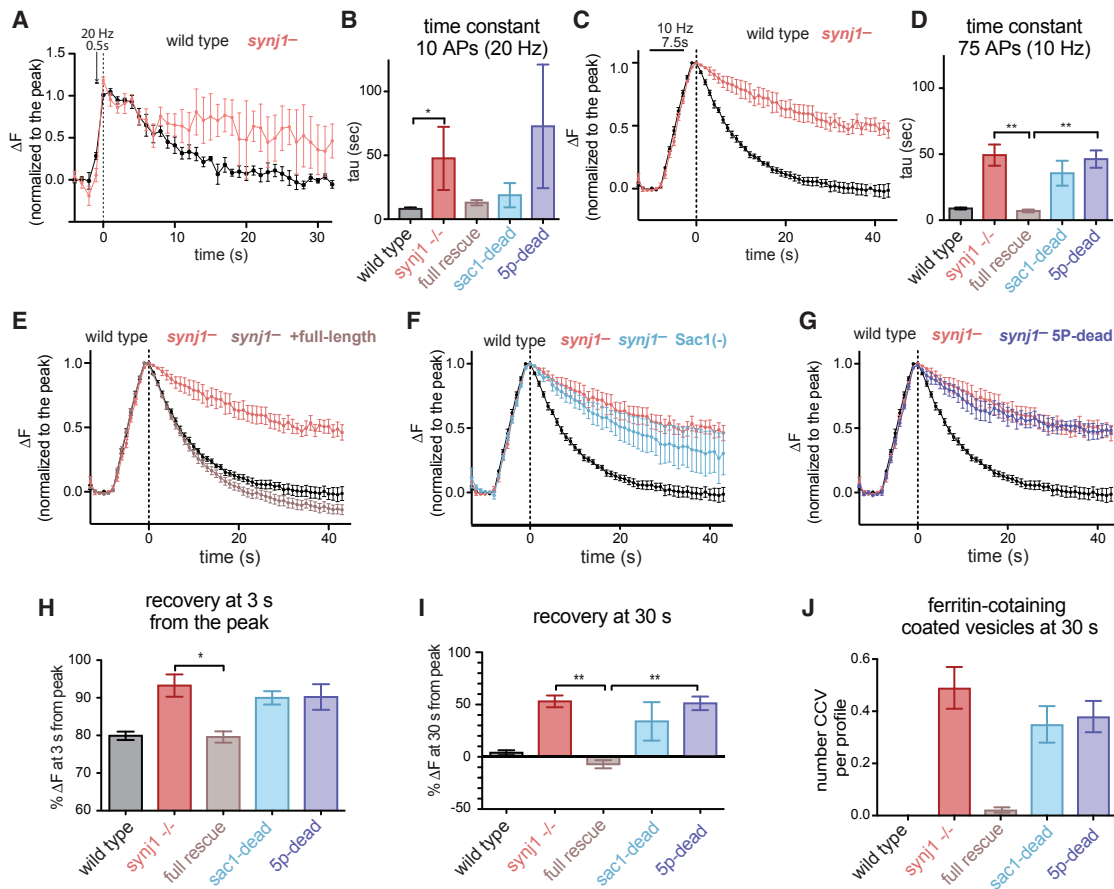 A
20 Hz
0.5s
wild type synj1–
ΔF
(normalized to the peak)
1.5
1.0
0.5
0.0
0
10
20
30
time (s)
B
time constant
10 APs (20 Hz)
tau (sec)
100
50
0
*
wild type
synj1 -/-
full rescue
sac1-dead
5p-dead
C
10 Hz
7.5s
wild type synj1–
ΔF
(normalized to the peak)
1.0
0.5
0.0
0
20
40
time (s)
D
time constant
75 APs (10 Hz)
tau (sec)
100
50
0
**
**
wild type
synj1 -/-
full rescue
sac1-dead
5p-dead
E
wild type synj1– synj1– +full-length
ΔF
(normalized to the peak)
1.0
0.5
0.0
0
20
40
time (s)
F
wild type synj1– synj1– Sac1(-)
ΔF
(normalized to the peak)
1.0
0.5
0.0
0
20
40
time (s)
G
wild type synj1– synj1– 5P-dead
ΔF
(normalized to the peak)
1.0
0.5
0.0
0
20
40
time (s)
H
recovery at 3 s
from the peak
% ΔF at 3 s from peak
100
90
80
70
60
*
wild type
synj1 -/-
full rescue
sac1-dead
5p-dead
I
recovery at 30 s
% ΔF at 30 s from peak
100
50
0
-50
**
**
wild type
synj1 -/-
full rescue
sac1-dead
5p-dead
J
ferritin-cotaining
coated vesicles at 30 s
number CCV
per profile
0.6
0.4
0.2
0.0
wild type
synj1 -/-
full rescue
sac1-dead
5p-dead